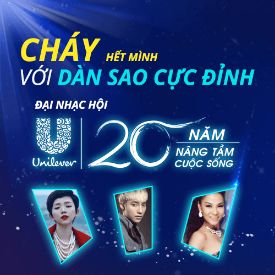 CHÁY HẾT MÌNH
VỚI DÀN SAO CỰC ĐỈNH
ĐẠI NHẠC HỘI
Unilever
20 NĂM
NÂNG TẦM
CUỘC SỐNG